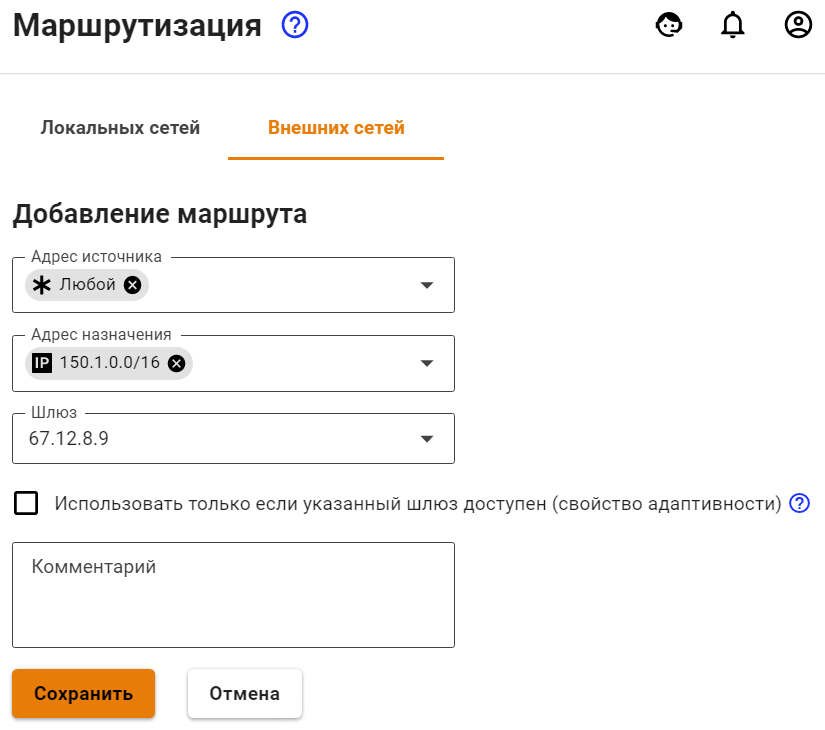 Маршрутизация
Локальных сетей Внешних сетей
Добавление маршрута
Адрес источника
Любой
Адрес назначения
IP 150.1.0.0/16
Шлюз
67.12.8.9
Использовать только если указанный шлюз доступен (свойство адаптивности) ?
Комментарий
Сохранить Отмена